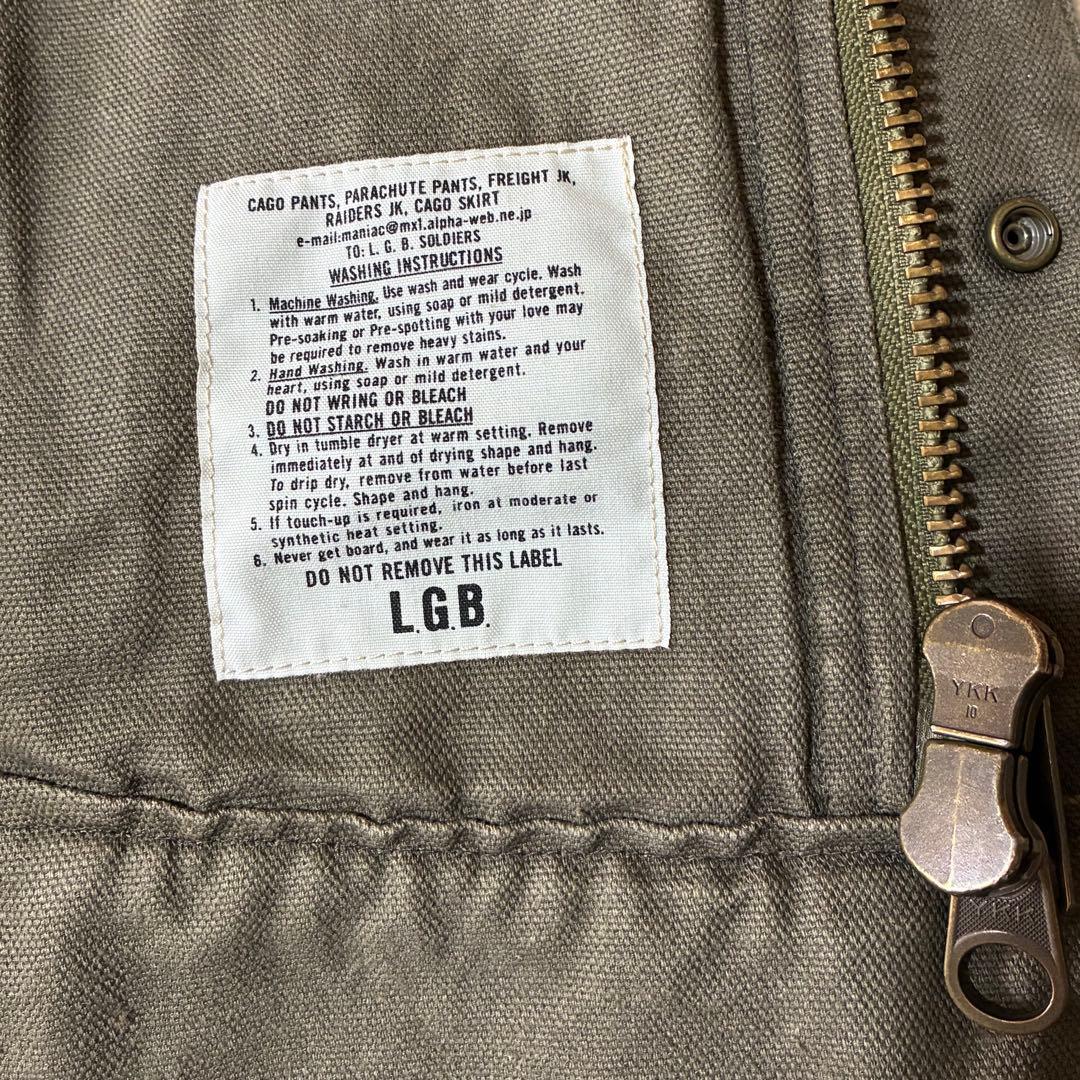 CAGO PANTS, PARACHUTE PANTS, FREIGHT JK,
RAIDERS JK, CAGO SKIRT
e-mail:maniac@mx1.alpha-web.ne.jp
TO: L. G. B. SOLDIERS
WASHING INSTRUCTIONS
1. Machine Washing. Use wash and wear cycle. Wash
with warm water, using soap or mild detergent.
Pre-soaking or Pre-spotting with your love may
be required to remove heavy stains.
2. Hand Washing. Wash in warm water and your
heart, using soap or mild detergent.
DO NOT WRING OR BLEACH
3. DO NOT STARCH OR BLEACH
4. Dry in tumble dryer at warm setting. Remove
immediately at and of drying shape and hang.
To drip dry, remove from water before last
spin cycle. Shape and hang.
5. If touch-up is required, iron at moderate or
synthetic heat setting.
6. Never get board, and wear it as long as it lasts.
DO NOT REMOVE THIS LABEL
L.G.B.
YKK
10